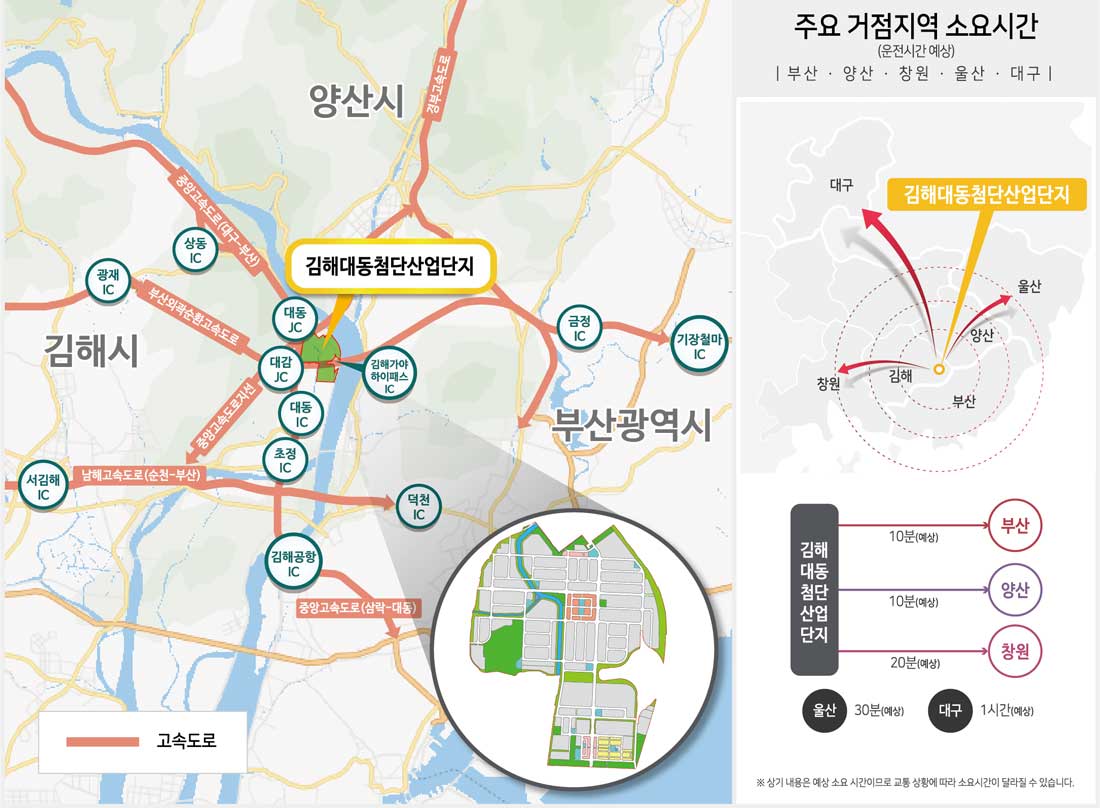 양산시
경부고속도로
중앙고속도로(대구-부산)
상동
IC
광재
IC
부산외곽순환고속도로
김해대동첨단산업단지
대동
JC
김해시
대감
JC
김해가야
하이패스
IC
금정
IC
기장철마
IC
중앙고속도로지선
대동
IC
부산광역시
초정
IC
서김해
IC
남해고속도로(순천-부산)
덕천
IC
김해공항
IC
중앙고속도로(삼락-대동)
고속도로
주요 거점지역 소요시간
(운전시간 예상)
| 부산 · 양산 · 창원 · 울산 · 대구 |
대구
김해대동첨단산업단지
울산
양산
창원
김해
부산
김해
대동
첨단
산업
단지
10분(예상)
부산
10분(예상)
양산
20분(예상)
창원
울산 30분(예상) 대구 1시간(예상)
※ 상기 내용은 예상 소요 시간이므로 교통 상황에 따라 소요시간이 달라질 수 있습니다.